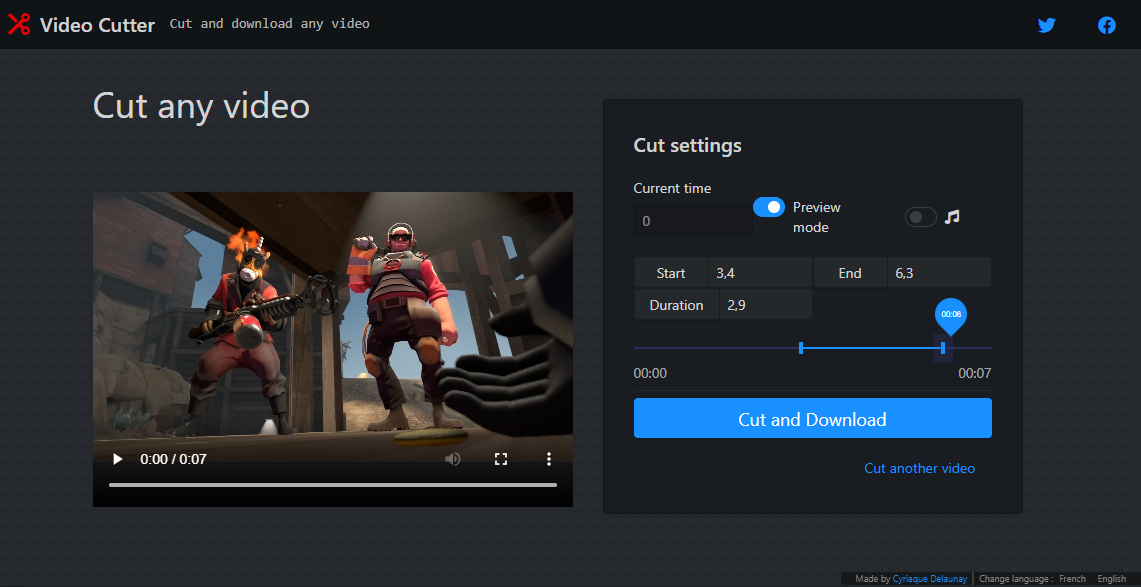 Video Cutter
Cut and download any video
Cut any video
Cut settings
Current time
0
Preview
mode
Start 3,4 End 6,3
Duration 2,9
00:06
00:00 00:07
Cut and Download
Cut another video
0:00 / 0:07
Made by Cyriaque Delaunay | Change language : French English